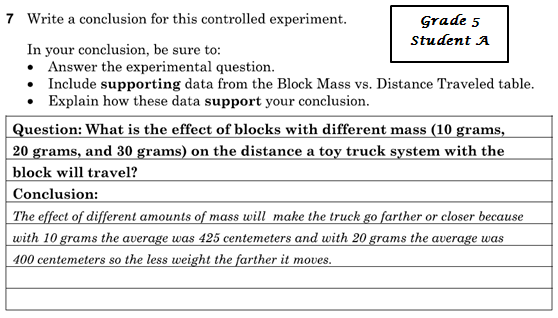 7 Write a conclusion for this controlled experiment.
Grade 5
Student A
In your conclusion, be sure to:
• Answer the experimental question.
• Include supporting data from the Block Mass vs. Distance Traveled table.
• Explain how these data support your conclusion.
Question: What is the effect of blocks with different mass (10 grams,
20 grams, and 30 grams) on the distance a toy truck system with the
block will travel?
Conclusion:
The effect of different amounts of mass will make the truck go farther or closer because
with 10 grams the average was 425 centemeters and with 20 grams the average was
400 centemeters so the less weight the farther it moves.